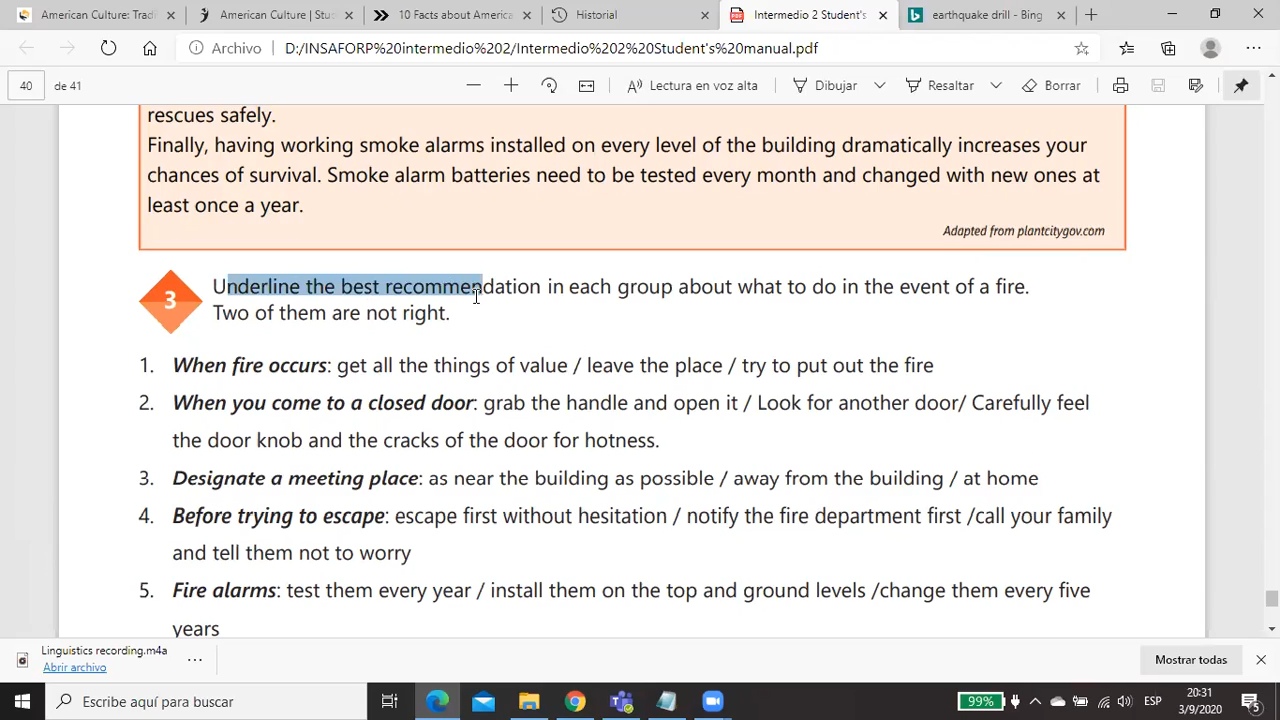 American Culture: Tradi
American Culture | Stud
10 Facts about America
Historial
Intermedio 2 Student's
earthquake drill - Bing
Archivo
D:/INSAFORP%20intermedio%202/Intermedio%202%20Student's%20manual.pdf
40 de 41
Lectura en voz alta
Dibujar
Resaltar
Borrar
rescues safely.
Finally, having working smoke alarms installed on every level of the building dramatically increases your
chances of survival. Smoke alarm batteries need to be tested every month and changed with new ones at
least once a year.
Adapted from plantcitygov.com
3
Underline the best recommendation in each group about what to do in the event of a fire.
Two of them are not right.
1. When fire occurs: get all the things of value / leave the place / try to put out the fire
2. When you come to a closed door: grab the handle and open it / Look for another door/ Carefully feel
the door knob and the cracks of the door for hotness.
3. Designate a meeting place: as near the building as possible / away from the building / at home
4. Before trying to escape: escape first without hesitation / notify the fire department first /call your family
and tell them not to worry
5. Fire alarms: test them every year / install them on the top and ground levels /change them every five
years
Linguistics recording.m4a
Abrir archivo
Mostrar todas
Escribe aquí para buscar
99%
ESP
20:31
3/9/2020
5